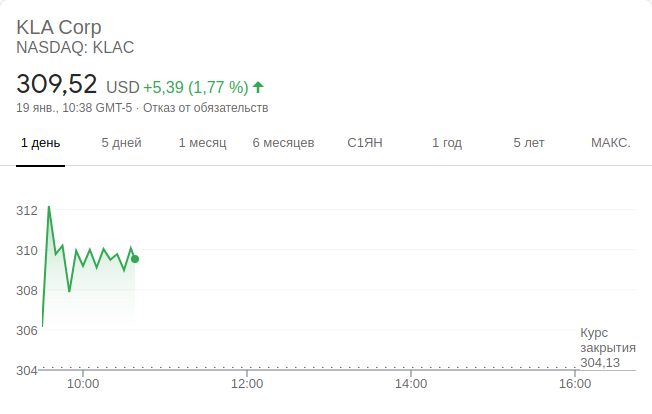 KLA Corp
NASDAQ: KLAC
309,52 USD +5,39 (1,77 %)
19 янв., 10:38 GMT-5 · Отказ от обязательств
1 день 5 дней 1 месяц 6 месяцев С1ЯН 1 год 5 лет МАКС.
312
310
308
306
Курс
закрытия
304,13
304
10:00 12:00 14:00 16:00